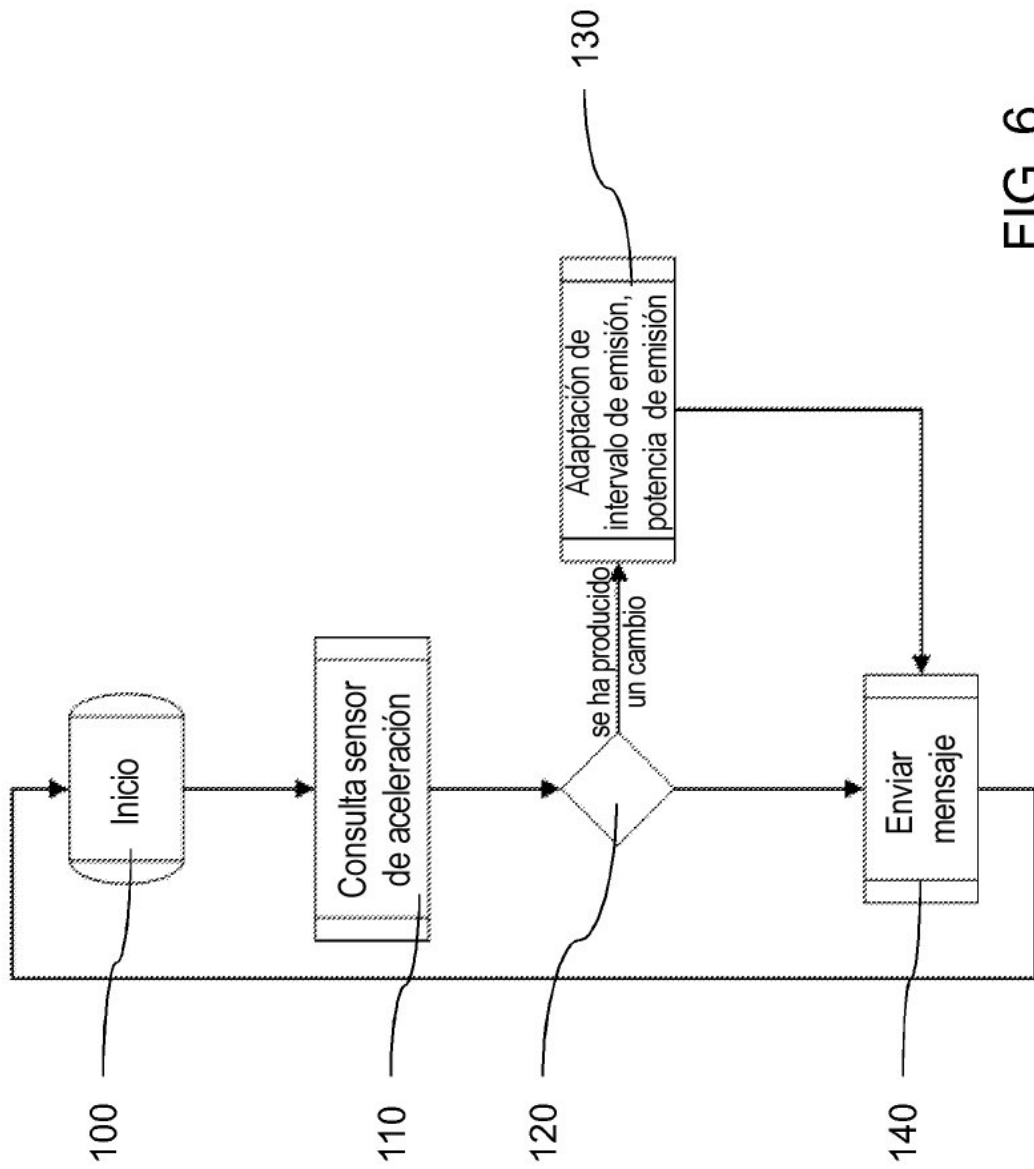 100
Inicio
110
Consulta sensor
de aceleración
120
se ha producido
un cambio
130
Adaptación de
intervalo de emisión,
potencia de emisión
140
Enviar
mensaje
FIG. 6